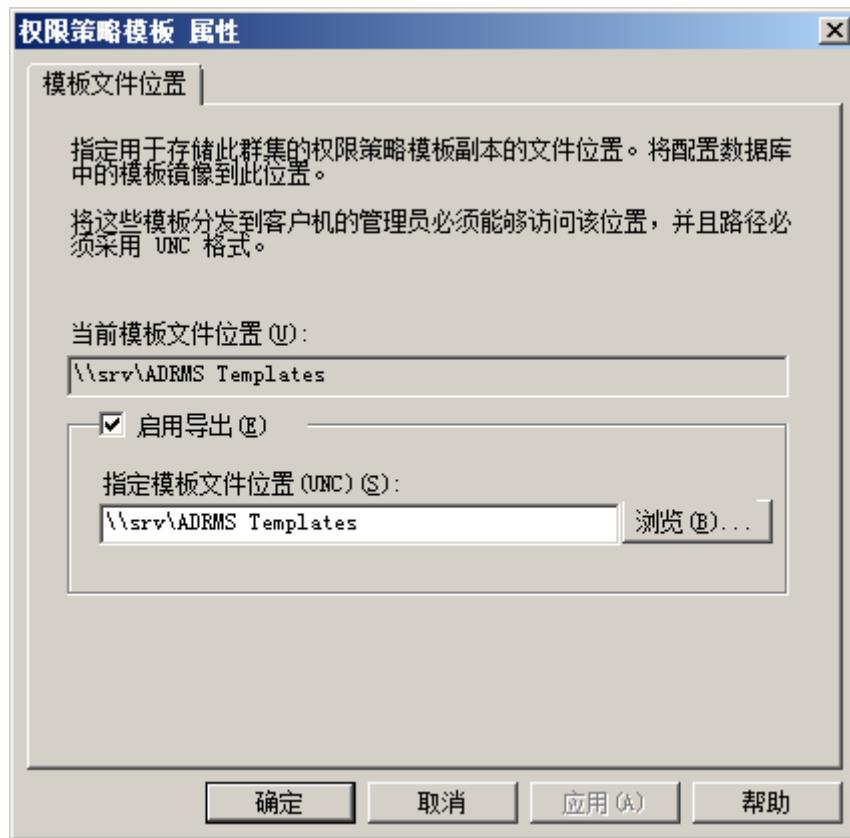 权限策略模板 属性
模板文件位置
指定用于存储此群集的权限策略模板副本的文件位置。将配置数据库
中的模板镜像到此位置。
将这些模板分发到客户机的管理员必须能够访问该位置，并且路径必
须采用 UNC 格式。
当前模板文件位置(U):
\\srv\ADRMS Templates
启用导出(E)
指定模板文件位置(UNC)(S):
\\srv\ADRMS Templates
浏览(B)...
确定
取消
应用(A)
帮助